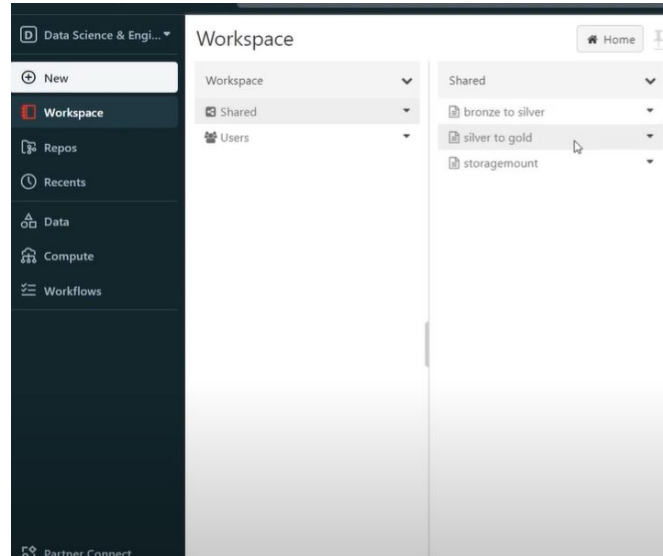 D Data Science & Engi...
Workspace
Home
New
Workspace
Repos
Recents
Data
Compute
Workflows
Partner Connect
Workspace
Shared
Users
Shared
bronze to silver
silver to gold
storagemount